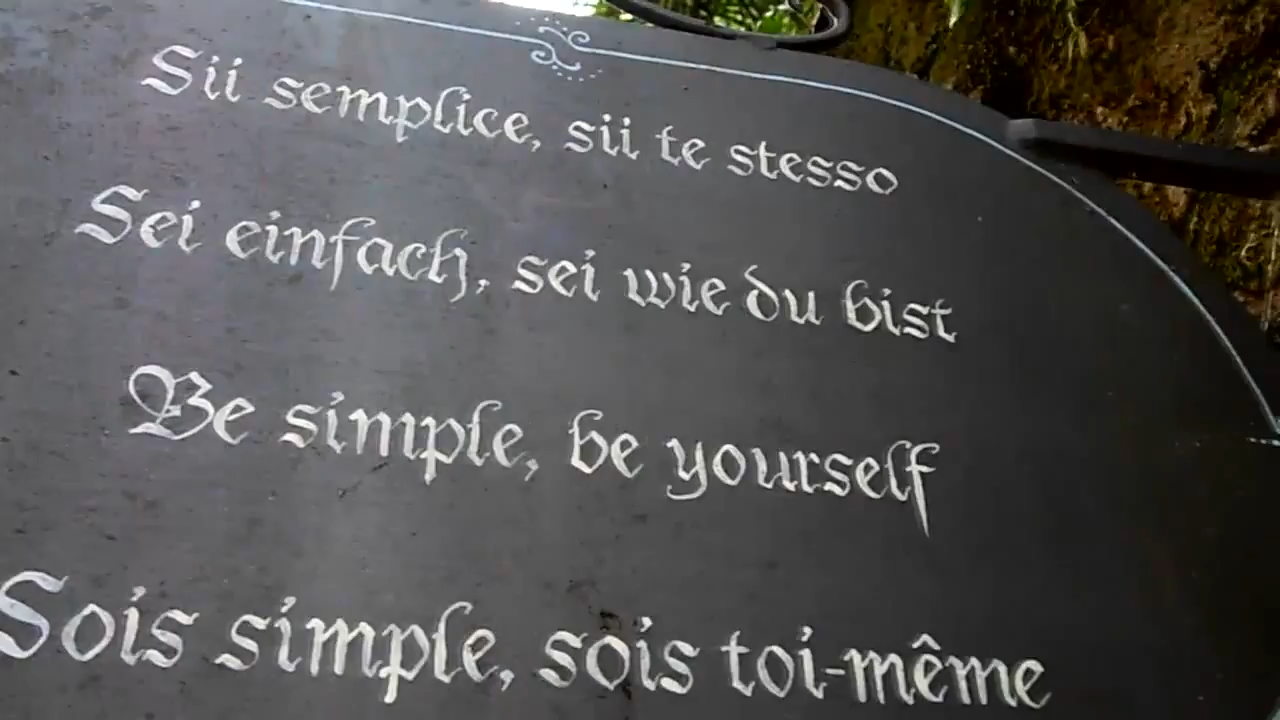 Sii semplice, sii te stesso
Sei einfach, sei wie du bist
Be simple, be yourself
Sois simple, sois toi-même